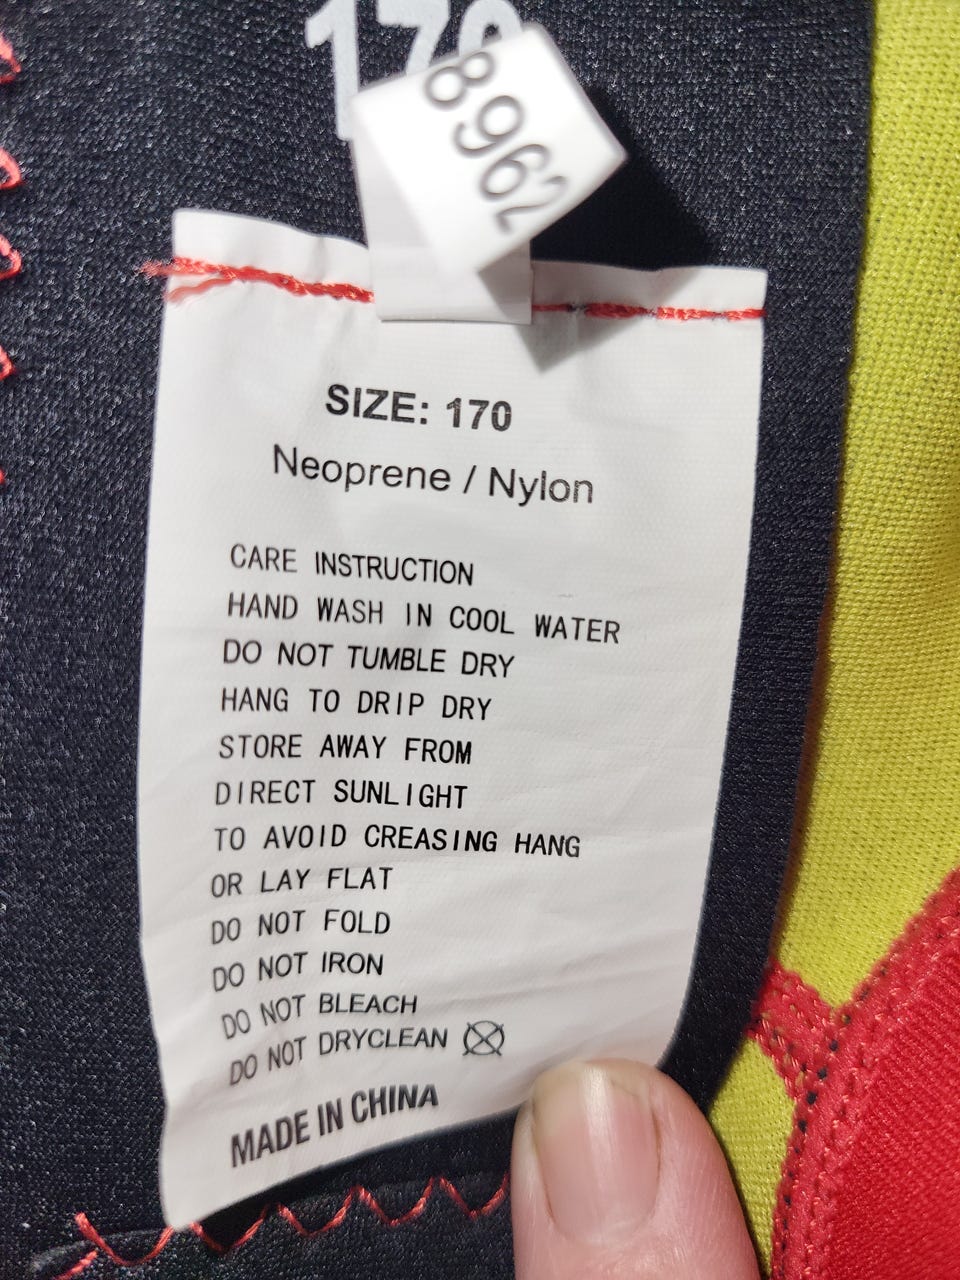 170
8962
SIZE: 170
Neoprene / Nylon
CARE INSTRUCTION
HAND WASH IN COOL WATER
DO NOT TUMBLE DRY
HANG TO DRIP DRY
STORE AWAY FROM
DIRECT SUNLIGHT
TO AVOID CREASING HANG
OR LAY FLAT
DO NOT FOLD
DO NOT IRON
DO NOT BLEACH
DO NOT DRYCLEAN
MADE IN CHINA